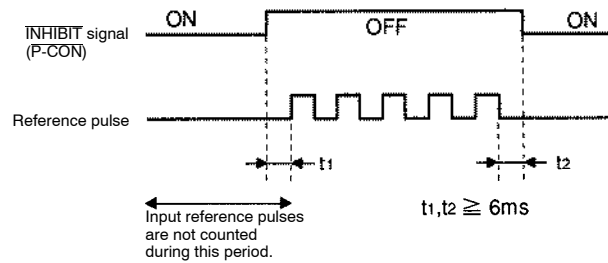 ON
OFF
ON
INHIBIT signal
(P-CON)
Reference pulse
t1
t2
Input reference pulses
are not counted
during this period.
t1,t2 ≧ 6ms